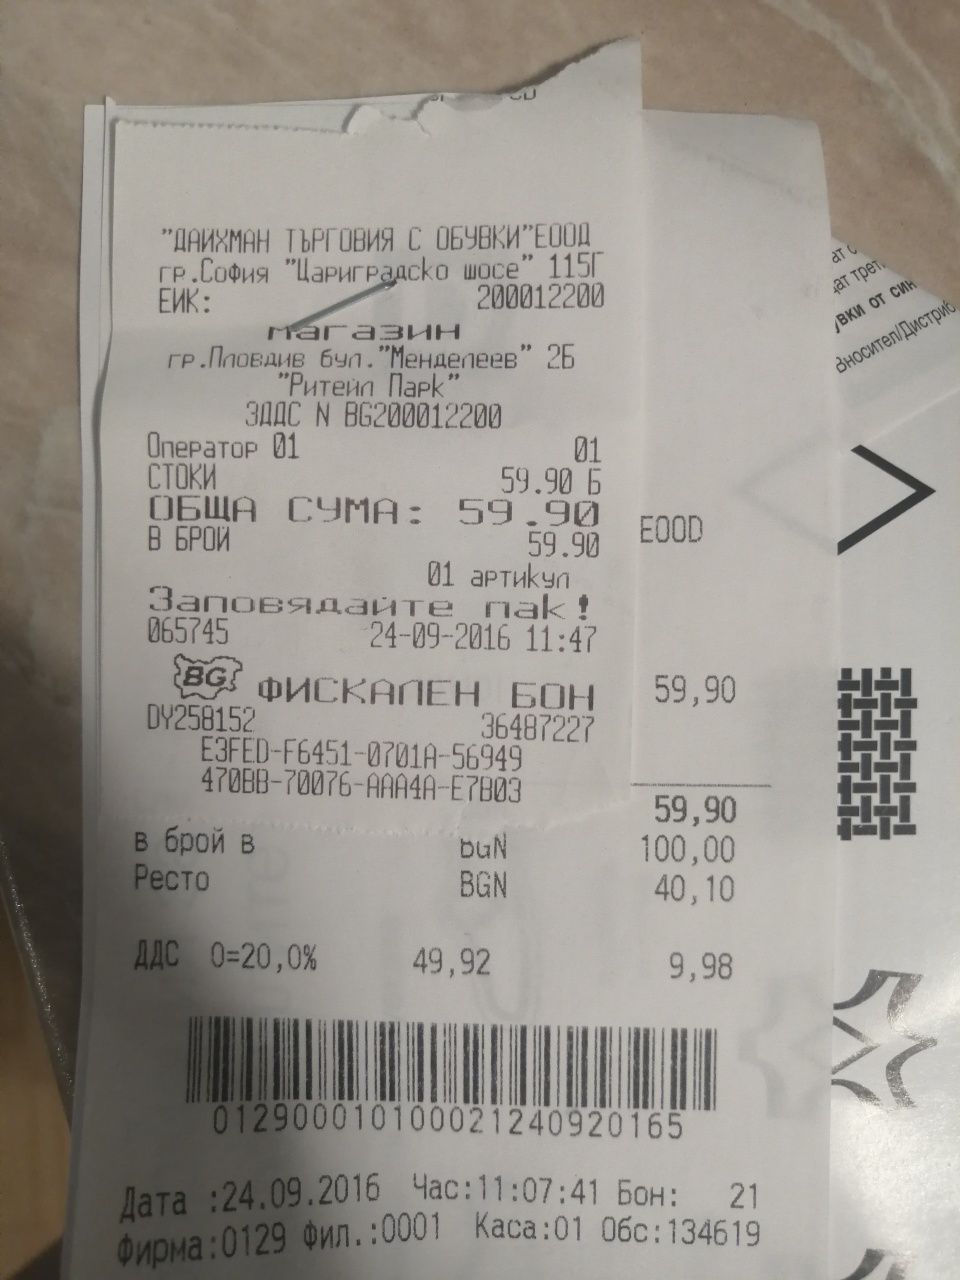 "ДАИХМАН ТЪРГОВИЯ С ОБУВКИ"ЕООД
гр.София "Цариградско шосе" 115Г
ЕИК: 200012200
магазин
гр.Пловдив бул."Менделеев" 2Б
"Ритейл Парк"
ЗДДС N BG200012200
Оператор 01 01
СТОКИ 59.90 Б
ОБЩА СУМА: 59.90
В БРОЙ 59.90
01 артикул
Заповядайте пак!
065745 24-09-2016 11:47
BG ФИСКАЛЕН БОН
DY258152 36487227
E3FED-F6451-0701A-56949
470BB-70076-AAA4A-E7B03
ЕООД
59,90
59,90
в брой в BGN 100,00
Ресто BGN 40,10
ДДС 0=20,0% 49,92 9,98
012900010100021240920165
Дата :24.09.2016 Час:11:07:41 Бон: 21
Фирма:0129 Фил.:0001 Каса:01 Обс:134619
увки от син
Вносител/Дистриб